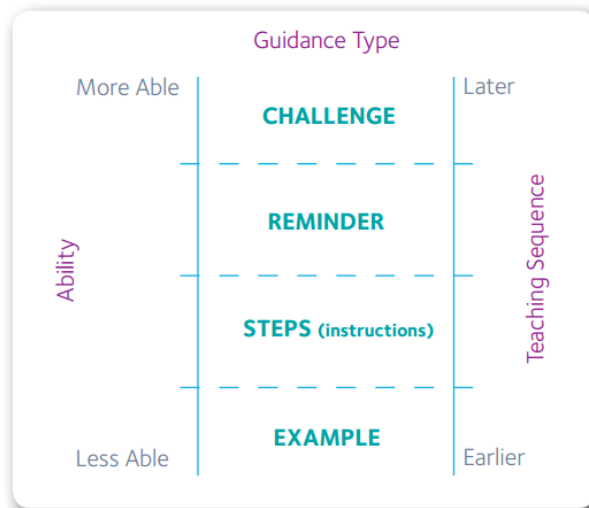 Guidance Type
More Able
Later
CHALLENGE
REMINDER
Ability
Teaching Sequence
STEPS (instructions)
EXAMPLE
Less Able
Earlier